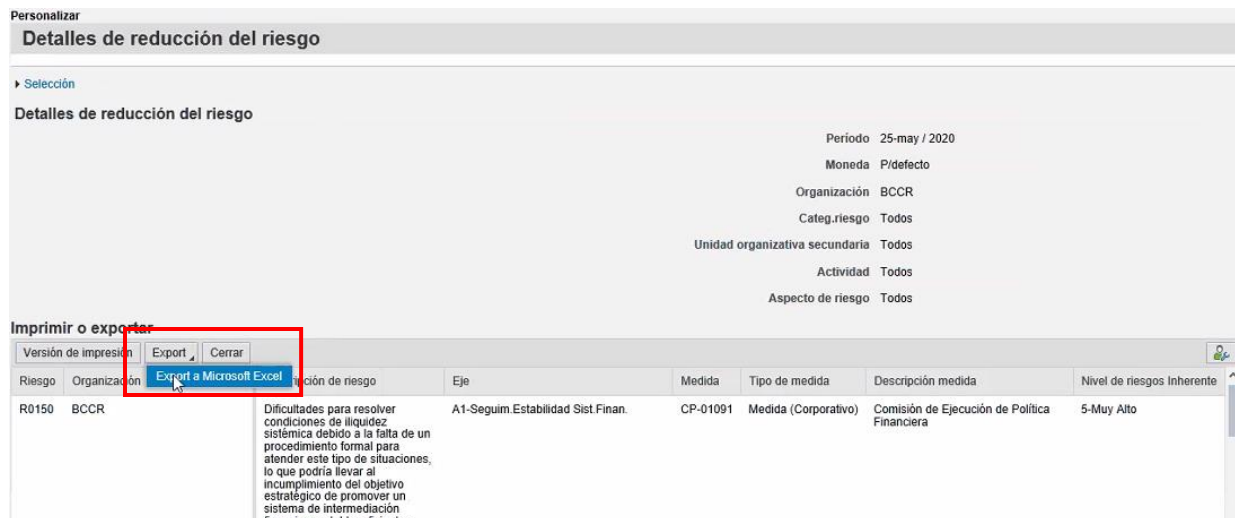 Personalizar
Detalles de reducción del riesgo
Selección
Detalles de reducción del riesgo
Período 25-may / 2020
Moneda P/defecto
Organización BCCR
Categ.riesgo Todos
Unidad organizativa secundaria Todos
Actividad Todos
Aspecto de riesgo Todos
Imprimir o exportar
Versión de impresión Export Cerrar
Export a Microsoft Excel
Riesgo Organización ipción de riesgo Eje Medida Tipo de medida Descripción medida Nivel de riesgos Inherente
R0150 BCCR Dificultades para resolver A1-Seguim.Estabilidad Sist.Finan. CP-01091 Medida (Corporativo) Comisión de Ejecución de Política 5-Muy Alto
condiciones de iliquidez Financiera
sistémica debido a la falta de un
procedimiento formal para
atender este tipo de situaciones,
lo que podría llevar al
incumplimiento del objetivo
estratégico de promover un
sistema de intermediación